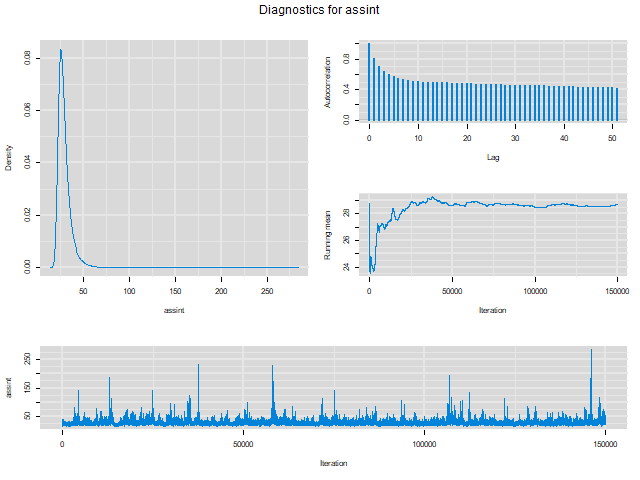 Diagnostics for assint
Density
0.00 0.02 0.04 0.06 0.08
50 100 150 200 250
assint
Autocorrelation
0.0 0.4 0.8
0 10 20 30 40 50
Lag
Running mean
24 26 28
0 50000 100000 150000
Iteration
assint
50 150 250
0 50000 100000 150000
Iteration